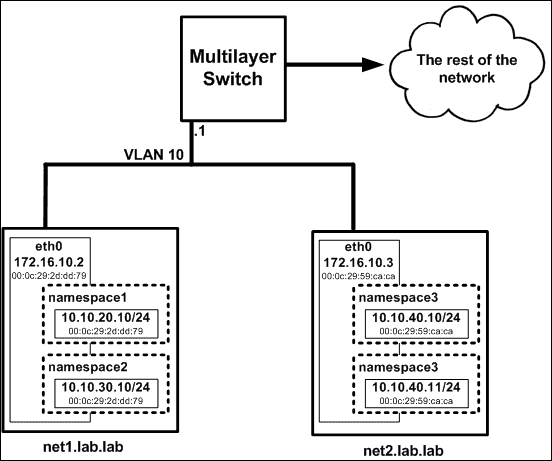 Multilayer
Switch
The rest of the
network
.1
VLAN 10
eth0
172.16.10.2
00:0c:29:2d:dd:79
namespace1
10.10.20.10/24
00:0c:29:2d:dd:79
namespace2
10.10.30.10/24
00:0c:29:2d:dd:79
net1.lab.lab
eth0
172.16.10.3
00:0c:29:59:ca:ca
namespace3
10.10.40.10/24
00:0c:29:59:ca:ca
namespace3
10.10.40.11/24
00:0c:29:59:ca:ca
net2.lab.lab